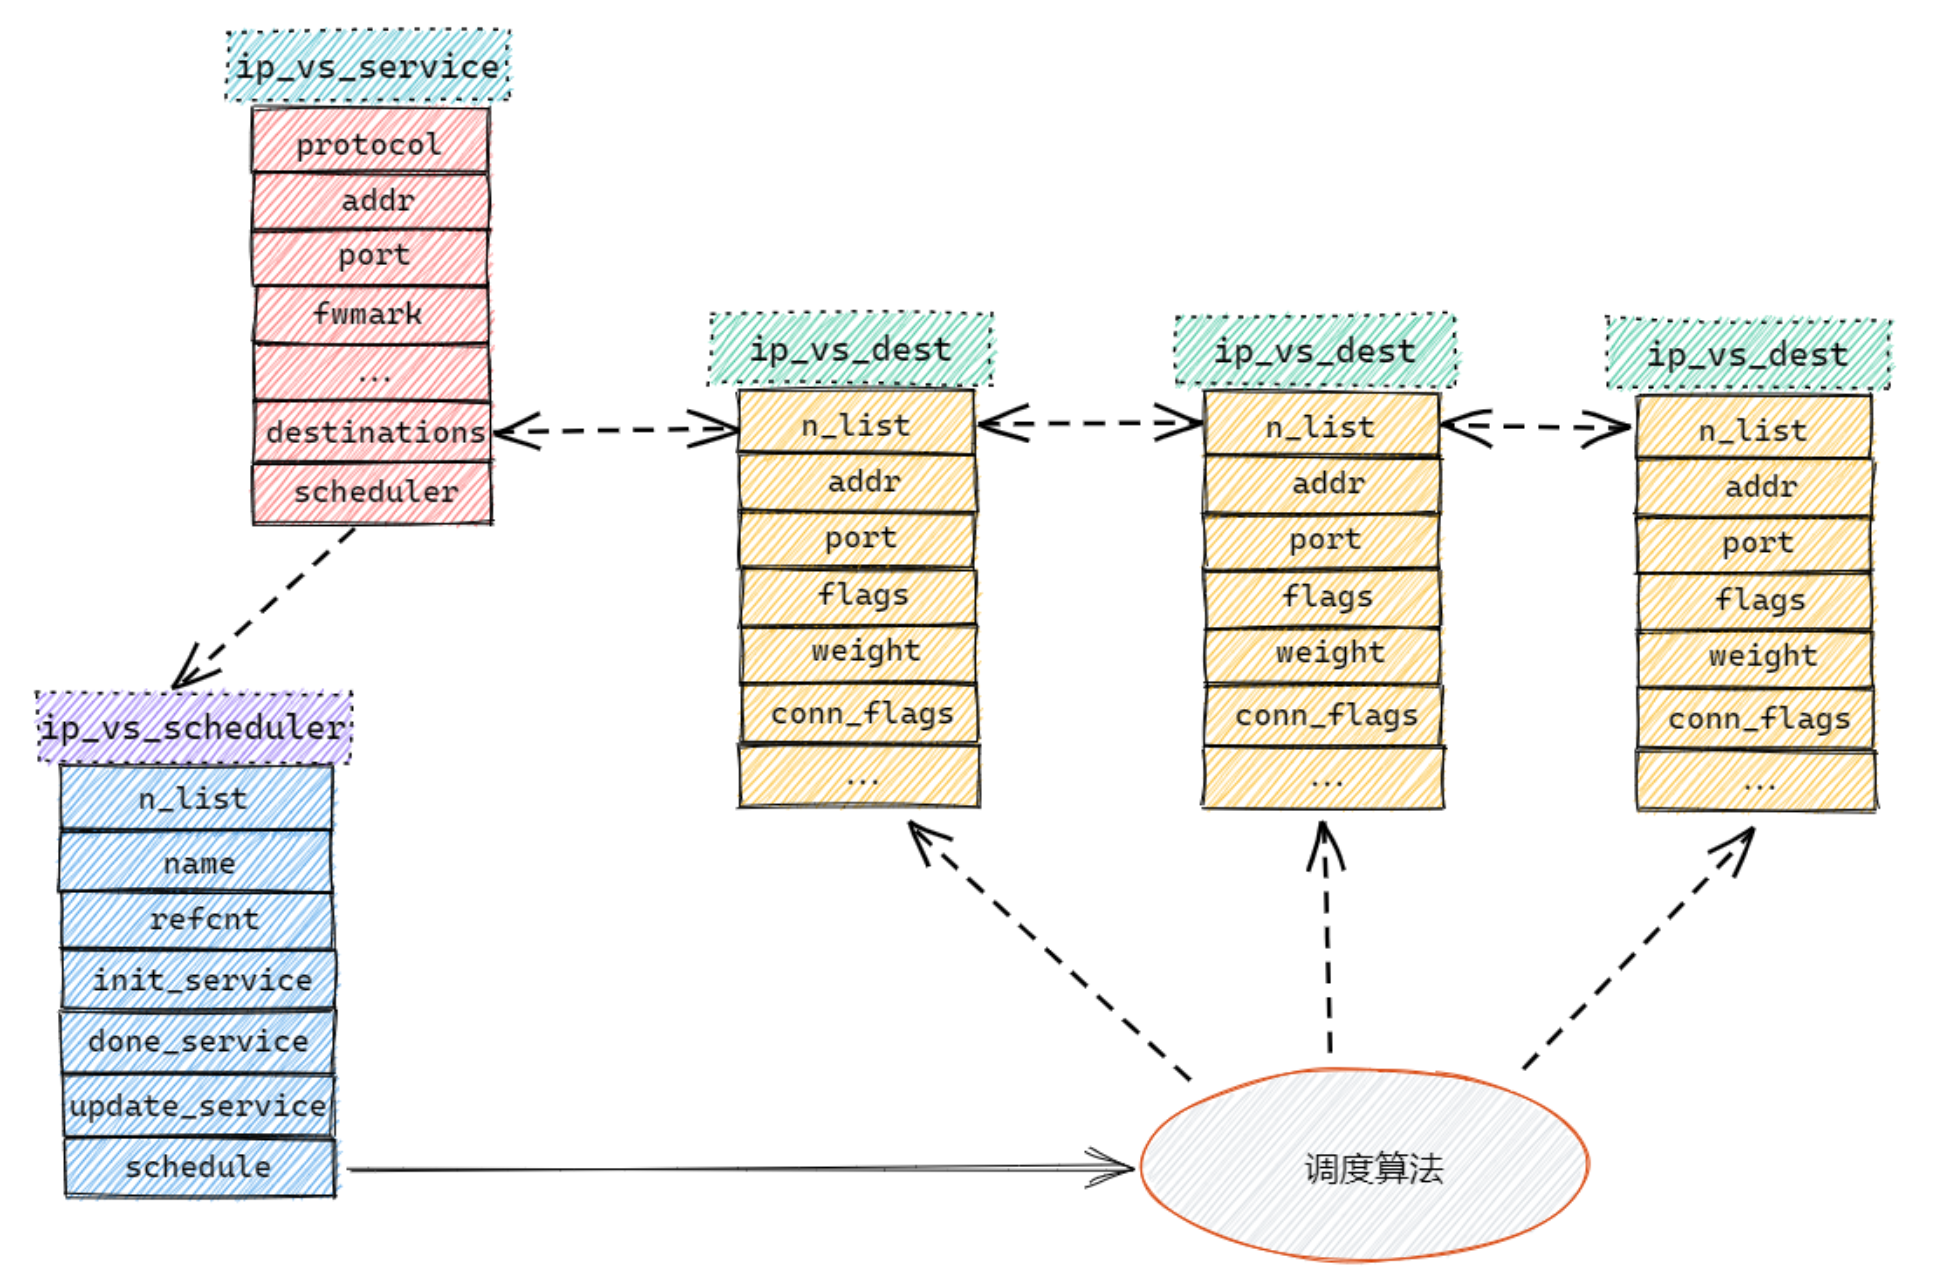 ip_vs_service
protocol
addr
port
fwmark
...
destinations
scheduler
ip_vs_dest
n_list
addr
port
flags
weight
conn_flags
...
ip_vs_dest
n_list
addr
port
flags
weight
conn_flags
...
ip_vs_dest
n_list
addr
port
flags
weight
conn_flags
...
ip_vs_scheduler
n_list
name
refcnt
init_service
done_service
update_service
schedule
调度算法